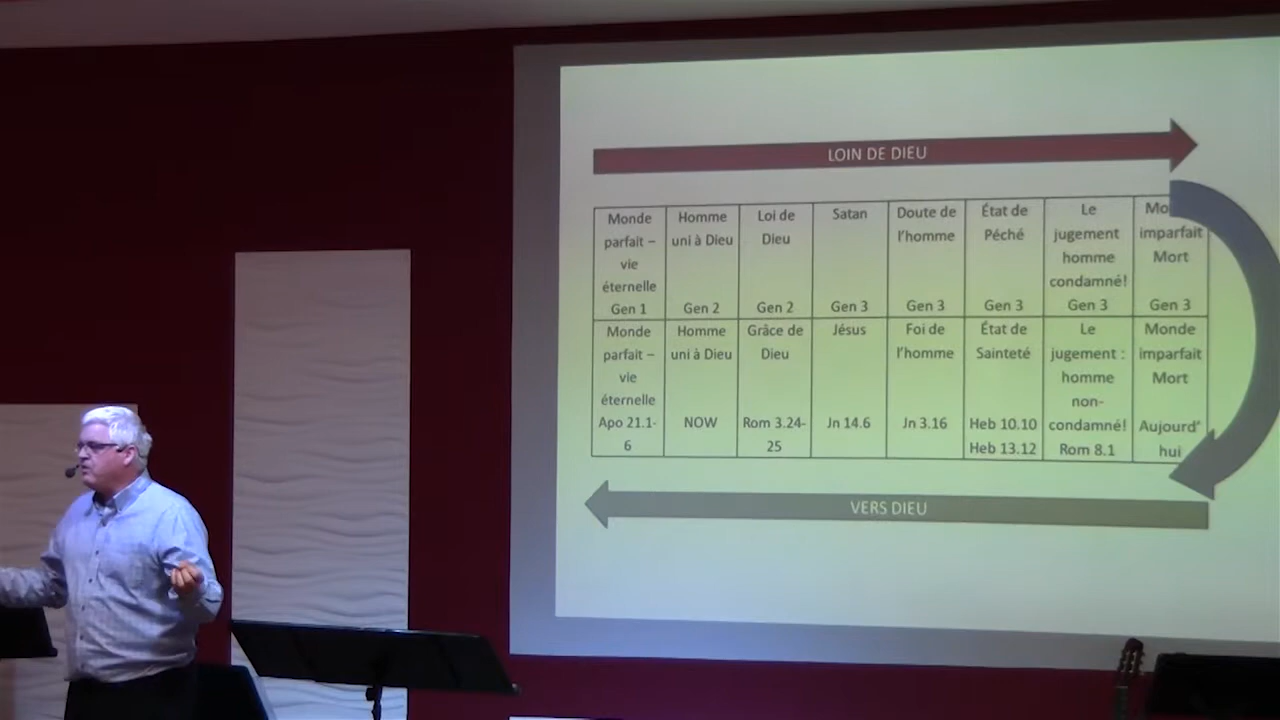 LOIN DE DIEU
Monde
parfait –
vie
éternelle
Gen 1
Homme
uni à Dieu
Gen 2
Loi de
Dieu
Gen 2
Satan
Gen 3
Doute de
l'homme
Gen 3
État de
Péché
Gen 3
Le
jugement
homme
condamné!
Gen 3
Mo
imparfait
Mort
Gen 3
Monde
parfait –
vie
éternelle
Apo 21.1-
6
Homme
uni à Dieu
NOW
Grâce de
Dieu
Rom 3.24-
25
Jésus
Jn 14.6
Foi de
l'homme
Jn 3.16
État de
Sainteté
Heb 10.10
Heb 13.12
Le
jugement :
homme
non-
condamné!
Rom 8.1
Monde
imparfait
Mort
Aujourd'
hui
VERS DIEU